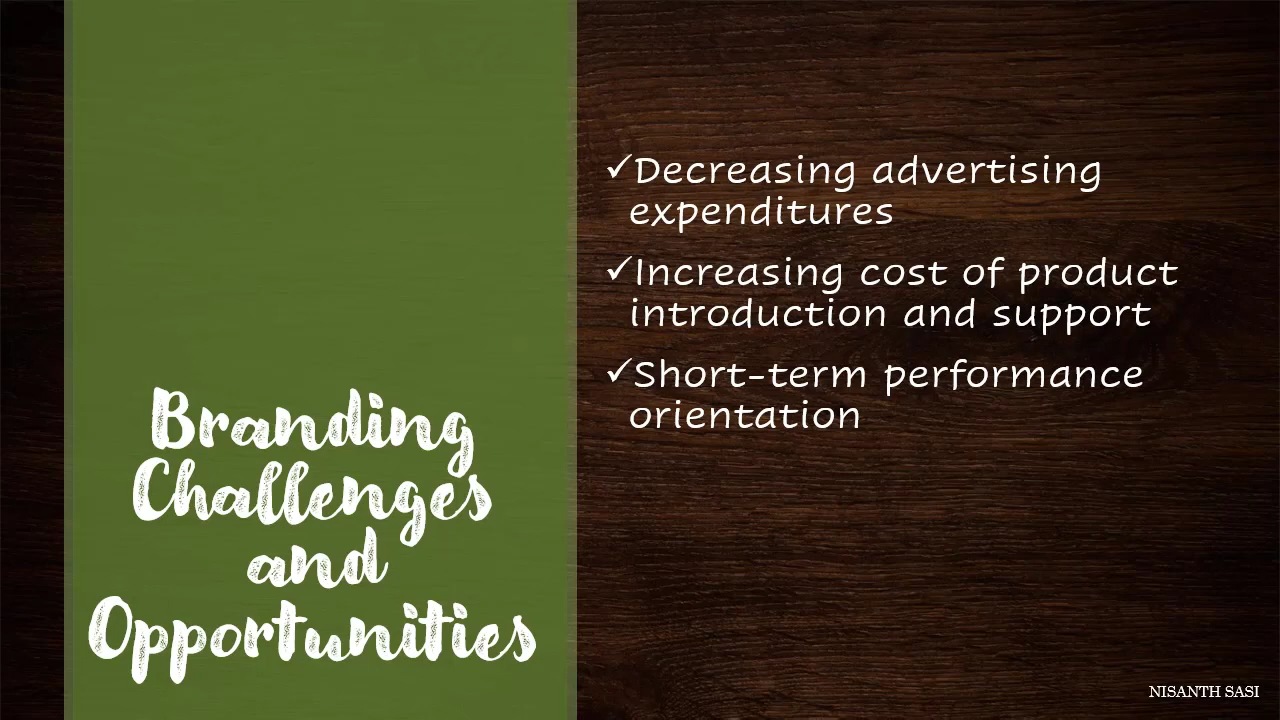 Branding
Challenges
and
Opportunities
✓Decreasing advertising
expenditures
✓Increasing cost of product
introduction and support
✓Short-term performance
orientation
NISANTH SASI